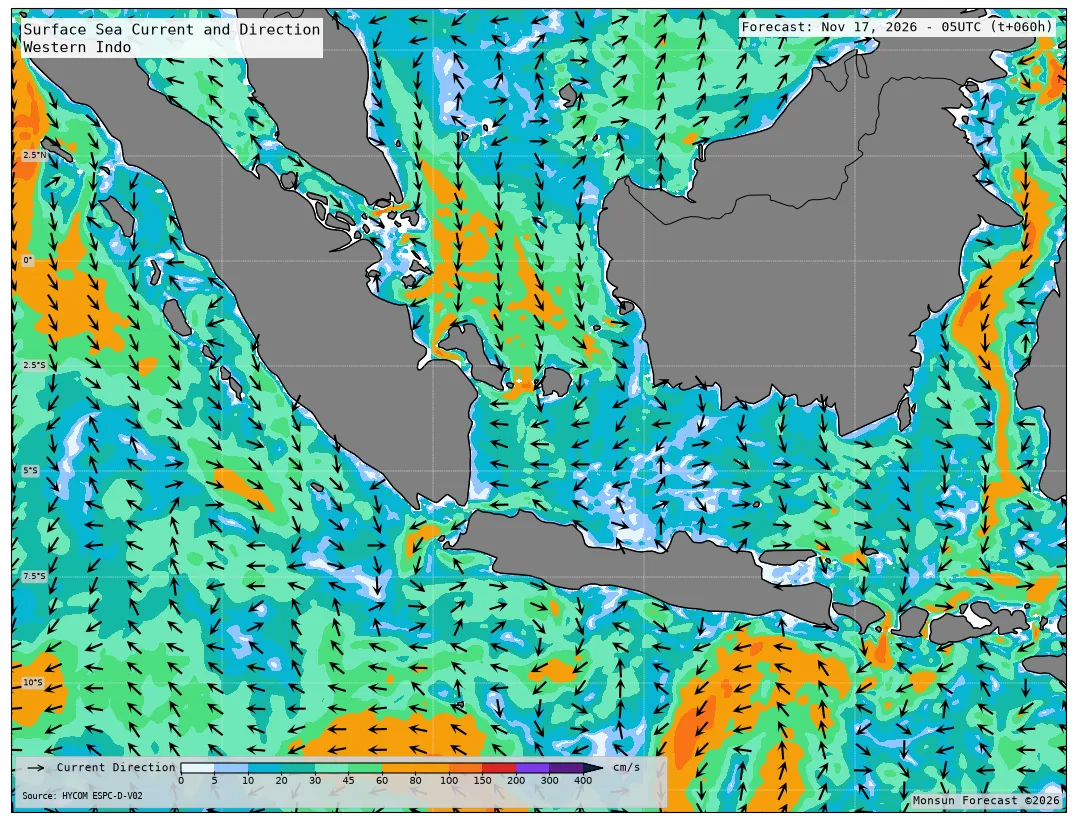 Surface Sea Current and Direction
Western Indo
Forecast: Nov 17, 2026 - 05UTC (t+060h)
2.5°N
0°
2.5°S
5°S
7.5°S
10°S
Current Direction
0 5 10 20 30 45 60 80 100 150 200 300 400 cm/s
Source: HYCOM ESPC-D-V02
Monsun Forecast ©2026